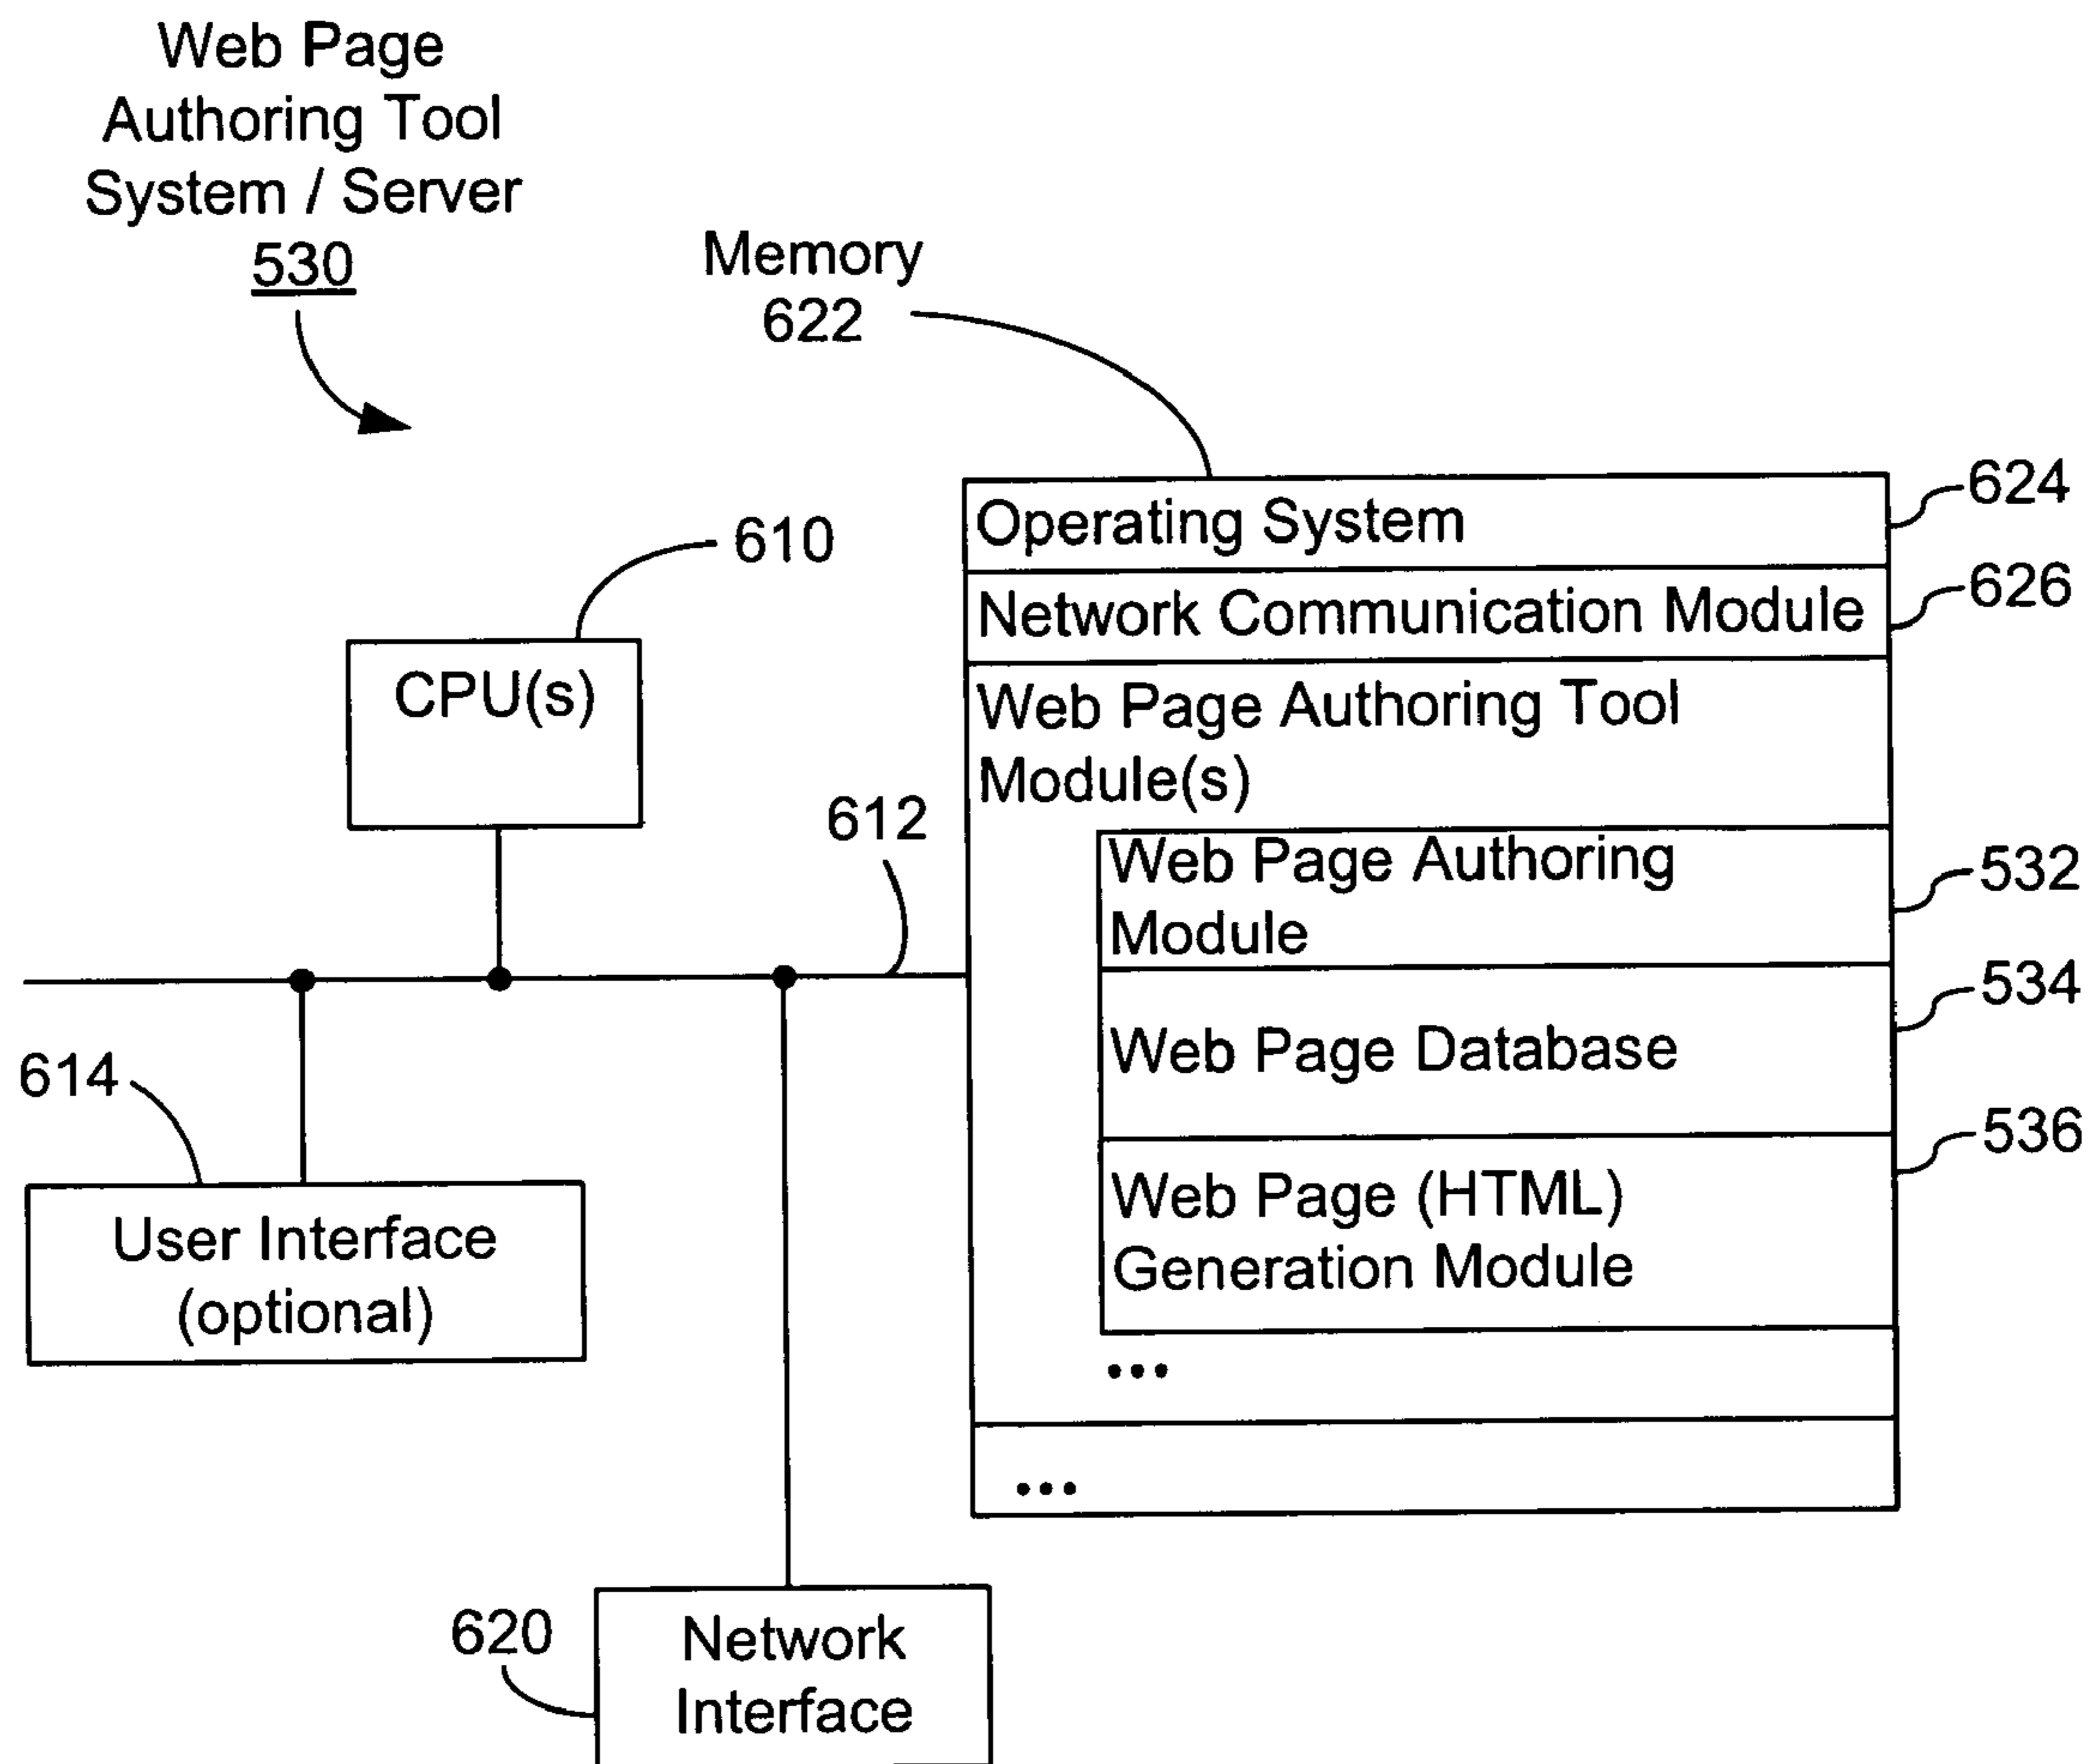 Web Page
Authoring Tool
System / Server
530
Memory
622
610
CPU(s)
612
614
User Interface
(optional)
620
Network
Interface
Operating System
624
Network Communication Module
626
Web Page Authoring Tool
Module(s)
Web Page Authoring
Module
532
Web Page Database
534
Web Page (HTML)
Generation Module
536
...
...